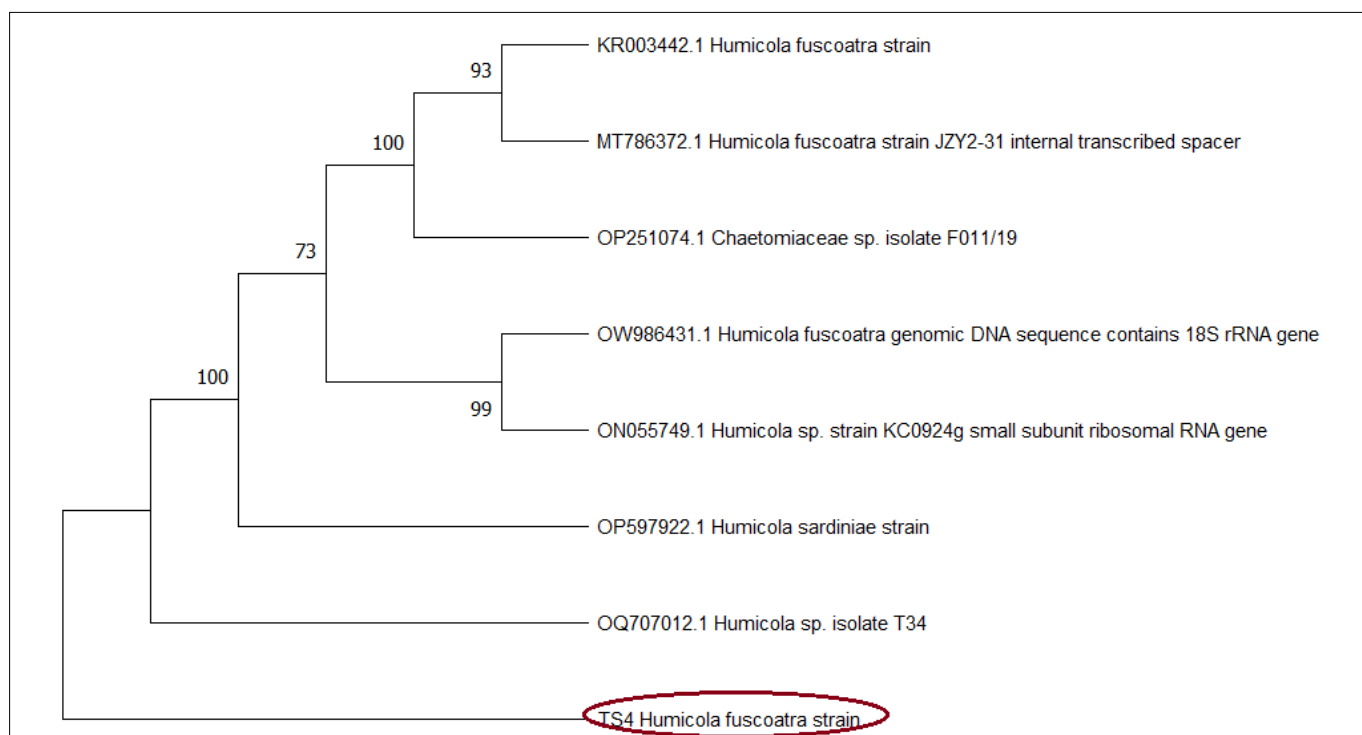 KR003442.1 Humicola fuscoatra strain
93
MT786372.1 Humicola fuscoatra strain JZY2-31 internal transcribed spacer
100
OP251074.1 Chaetomiaceae sp. isolate F011/19
73
OW986431.1 Humicola fuscoatra genomic DNA sequence contains 18S rRNA gene
100
99
ON055749.1 Humicola sp. strain KC0924g small subunit ribosomal RNA gene
OP597922.1 Humicola sardiniae strain
OQ707012.1 Humicola sp. isolate T34
TS4 Humicola fuscoatra strain